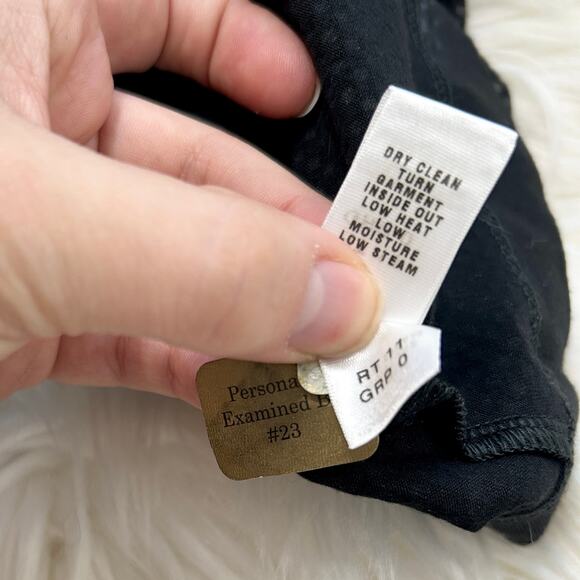 DRY CLEAN
TURN
GARMENT
INSIDE OUT
LOW HEAT
LOW
MOISTURE
LOW STEAM
RT 11
GRP 0
Examined
#23